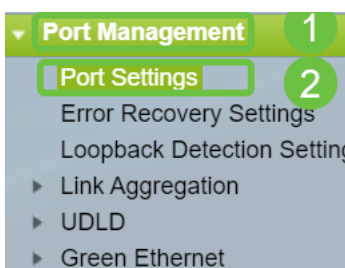 Port Management 1
Port Settings 2
Error Recovery Settings
Loopback Detection Setting
Link Aggregation
UDLD
Green Ethernet